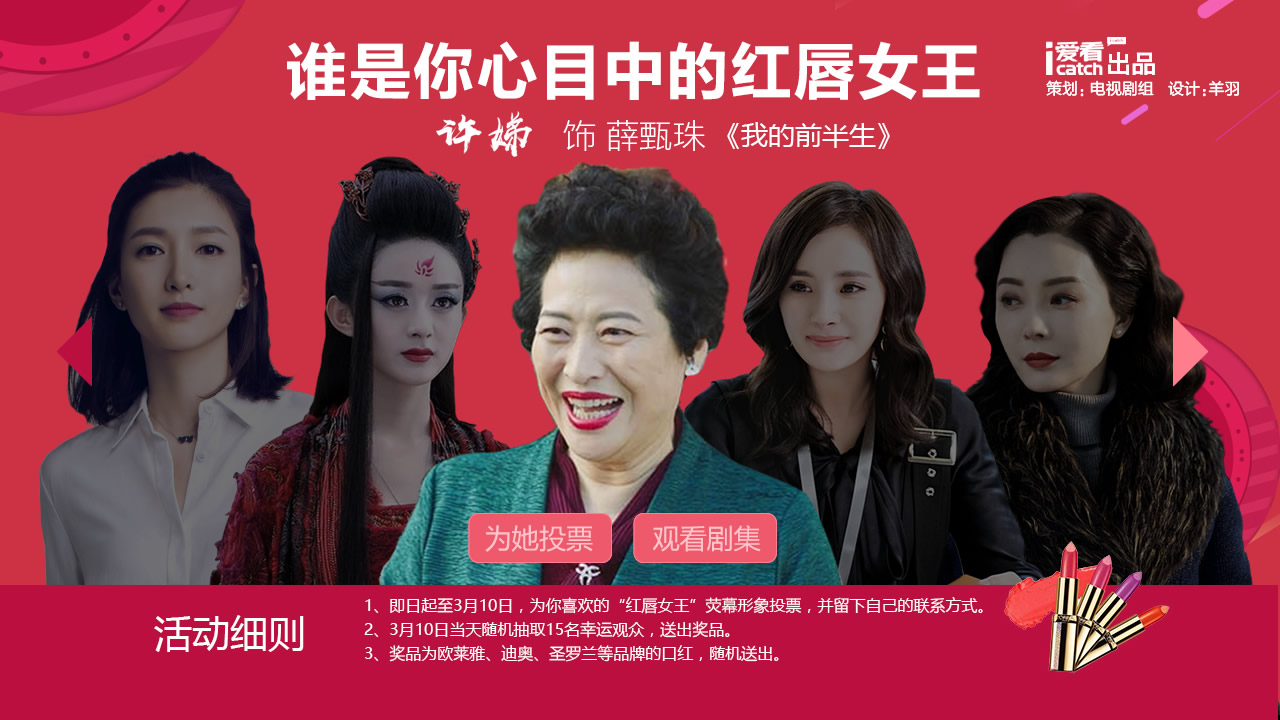 谁是你心目中的红唇女王
i爱看
catch 出品
策划：电视剧组 设计：羊羽
许娣 饰 薛甄珠《我的前半生》
为她投票 观看剧集
活动细则
1、即日起至3月10日，为你喜欢的“红唇女王”荧幕形象投票，并留下自己的联系方式。
2、3月10日当天随机抽取15名幸运观众，送出奖品。
3、奖品为欧莱雅、迪奥、圣罗兰等品牌的口红，随机送出。